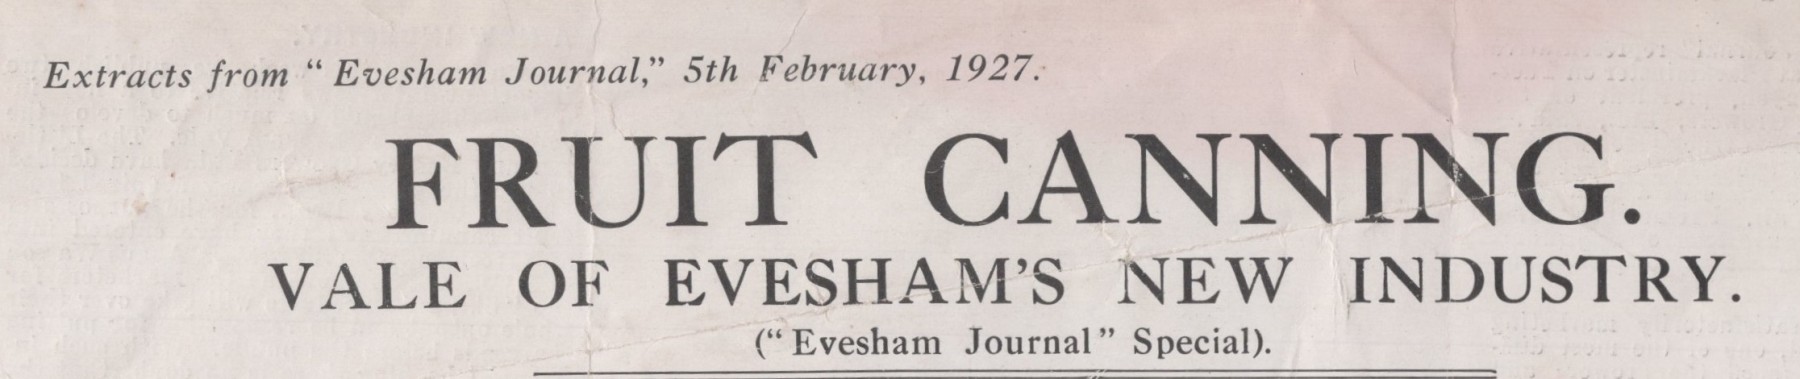 Extracts from “ Evesham Journal,” 5th February, 1927.
FRUIT CANNING.
VALE OF EVESHAM’S NEW INDUSTRY.
(“ Evesham Journal ” Special).